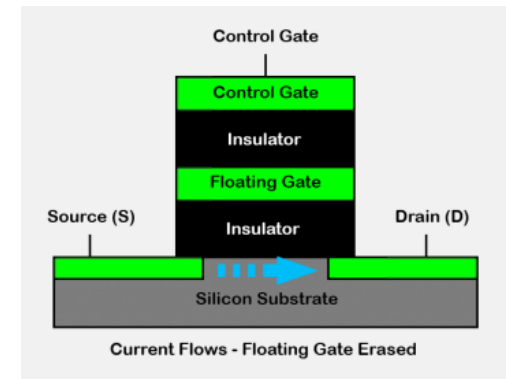 Control Gate
Control Gate
Insulator
Floating Gate
Source (S)
Drain (D)
Insulator
Silicon Substrate
Current Flows - Floating Gate Erased